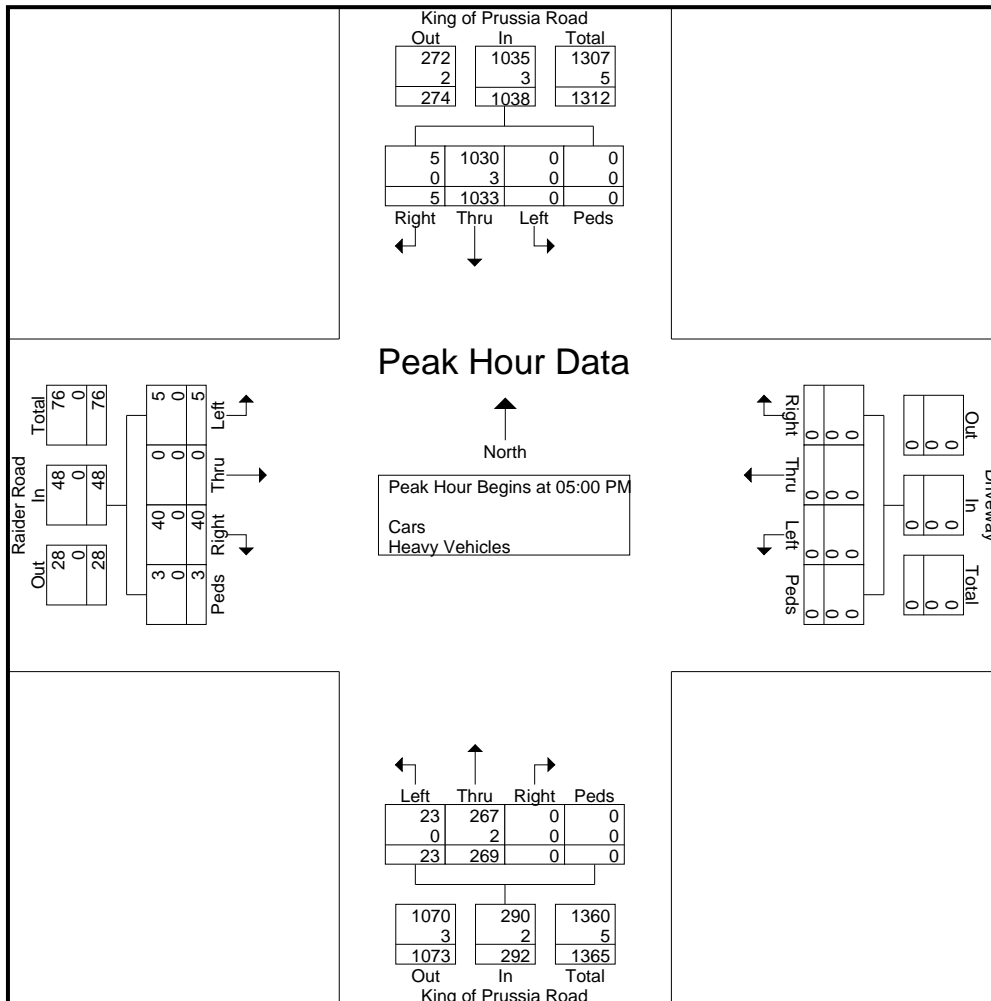 King of Prussia Road
Out In Total
272 1035 1307
2 3 5
274 1038 1312
5 1030 0 0
0 3 0 0
5 1033 0 0
Right Thru Left Peds
Peak Hour Data
North
Peak Hour Begins at 05:00 PM
Cars
Heavy Vehicles
Raider Road
Out In Total
28 48 76
0 0 0
28 48 76
3 40 0 5
0 0 0 0
3 40 0 5
Peds Right Thru Left
Driveway
Out In Total
0 0 0
0 0 0
0 0 0
0 0 0 0
0 0 0 0
0 0 0 0
Right Thru Left Peds
Left Thru Right Peds
23 267 0 0
0 2 0 0
23 269 0 0
1070 290 1360
3 2 5
1073 292 1365
Out In Total
King of Prussia Road